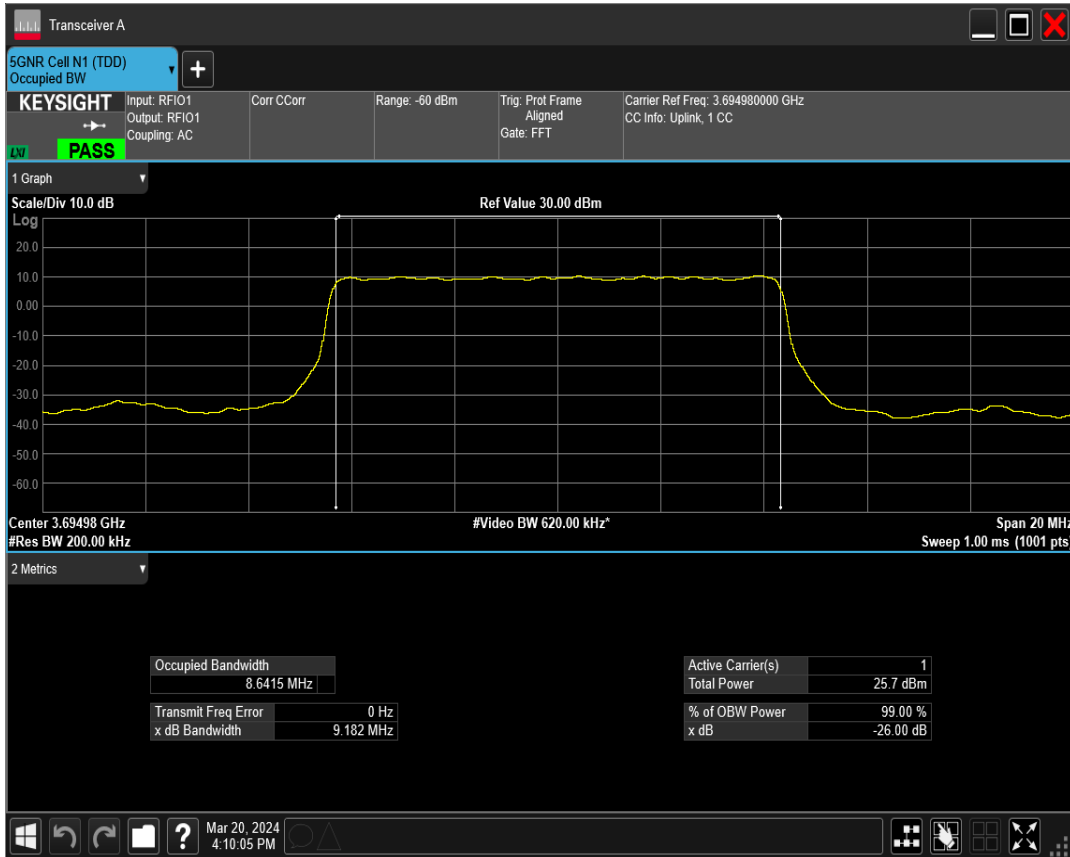 Transceiver A
5GNR Cell N1 (TDD)
Occupied BW
+
KEYSIGHT
LXI
PASS
Input: RFIO1
Output: RFIO1
Coupling: AC
Corr CCorr
Range: -60 dBm
Trig: Prot Frame
Aligned
Gate: FFT
Carrier Ref Freq: 3.694980000 GHz
CC Info: Uplink, 1 CC
1 Graph
Scale/Div 10.0 dB
Ref Value 30.00 dBm
Log
20.0
10.0
0.00
-10.0
-20.0
-30.0
-40.0
-50.0
-60.0
Center 3.69498 GHz
#Video BW 620.00 kHz*
Span 20 MHz
#Res BW 200.00 kHz
Sweep 1.00 ms (1001 pts)
2 Metrics
Occupied Bandwidth
8.6415 MHz
Transmit Freq Error 0 Hz
x dB Bandwidth 9.182 MHz
Active Carrier(s) 1
Total Power 25.7 dBm
% of OBW Power 99.00 %
x dB -26.00 dB
?
Mar 20, 2024
4:10:05 PM